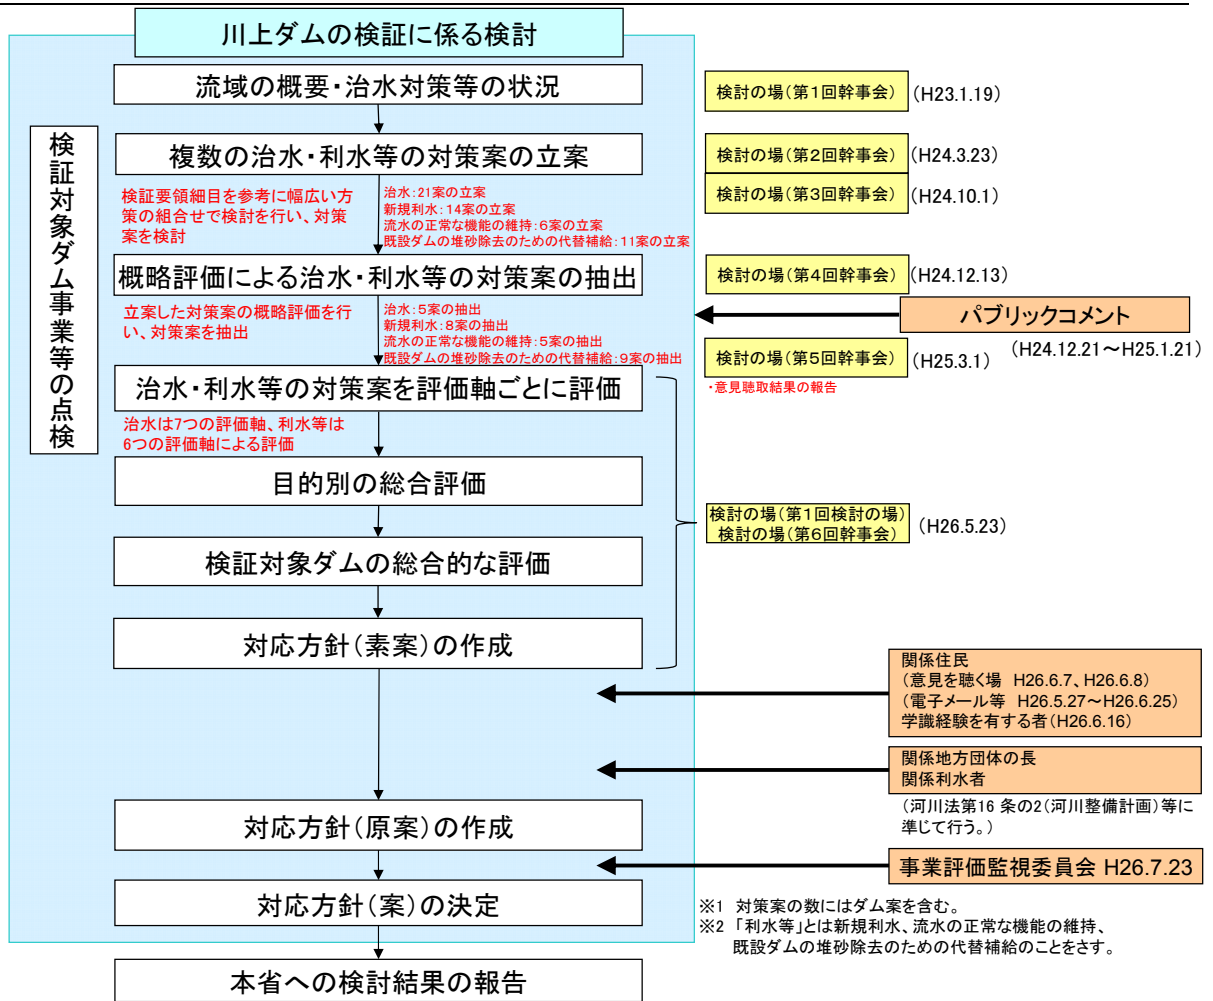 川上ダムの検証に係る検討
検証対象ダム事業等の点検
流域の概要・治水対策等の状況
検討の場(第1回幹事会)
(H23.1.19)
複数の治水・利水等の対策案の立案
検討の場(第2回幹事会)
(H24.3.23)
検討の場(第3回幹事会)
(H24.10.1)
検証要領細目を参考に幅広い方
策の組合せで検討を行い、対策
案を検討
治水:21案の立案
新規利水:14案の立案
流水の正常な機能の維持:6案の立案
既設ダムの堆砂除去のための代替補給:11案の立案
概略評価による治水・利水等の対策案の抽出
検討の場(第4回幹事会)
(H24.12.13)
立案した対策案の概略評価を行
い、対策案を抽出
治水:5案の抽出
新規利水:8案の抽出
流水の正常な機能の維持:5案の抽出
既設ダムの堆砂除去のための代替補給:9案の抽出
パブリックコメント
(H24.12.21~H25.1.21)
検討の場(第5回幹事会)
(H25.3.1)
・意見聴取結果の報告
治水・利水等の対策案を評価軸ごとに評価
治水は7つの評価軸、利水等は
6つの評価軸による評価
目的別の総合評価
検討の場(第1回検討の場)
検討の場(第6回幹事会)
(H26.5.23)
検証対象ダムの総合的な評価
対応方針(素案)の作成
関係住民
(意見を聴く場 H26.6.7、H26.6.8)
(電子メール等 H26.5.27~H26.6.25)
学識経験を有する者(H26.6.16)
関係地方団体の長
関係利水者
(河川法第16 条の2(河川整備計画)等に
準じて行う。)
対応方針(原案)の作成
事業評価監視委員会 H26.7.23
対応方針(案)の決定
※1 対策案の数にはダム案を含む。
※2 「利水等」とは新規利水、流水の正常な機能の維持、
既設ダムの堆砂除去のための代替補給のことをさす。
本省への検討結果の報告